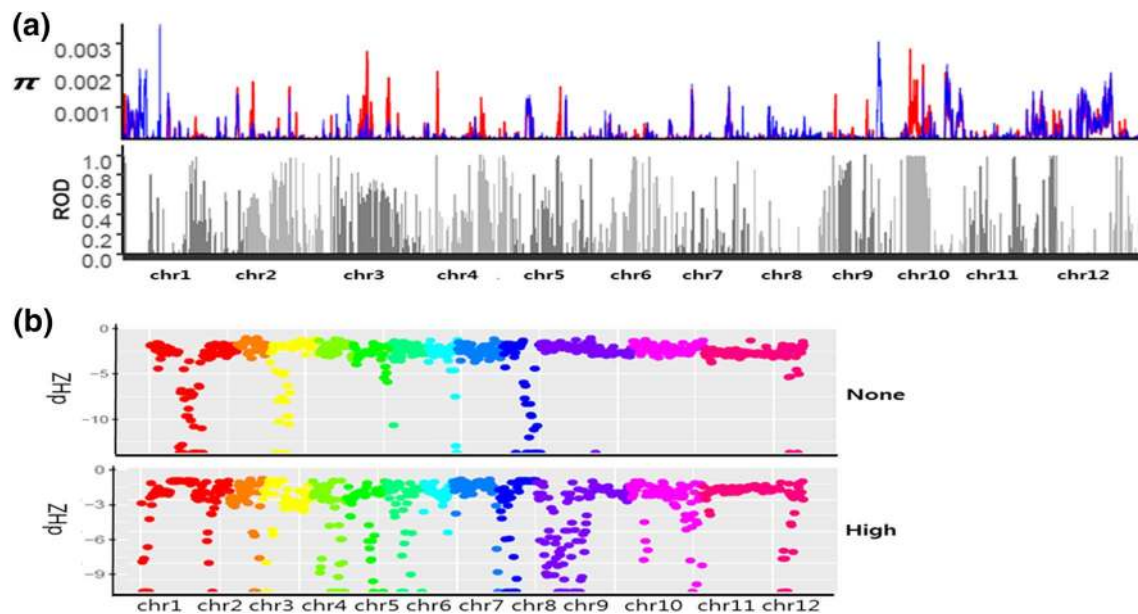 (a)
π
0.003
0.002
0.001
ROD
1.0
0.8
0.6
0.4
0.2
0.0
chr1 chr2 chr3 chr4 chr5 chr6 chr7 chr8 chr9 chr10 chr11 chr12
(b)
ZHp
0
-5
-10
None
ZHp
0
-3
-6
-9
High
chr1 chr2 chr3 chr4 chr5 chr6 chr7 chr8 chr9 chr10 chr11 chr12